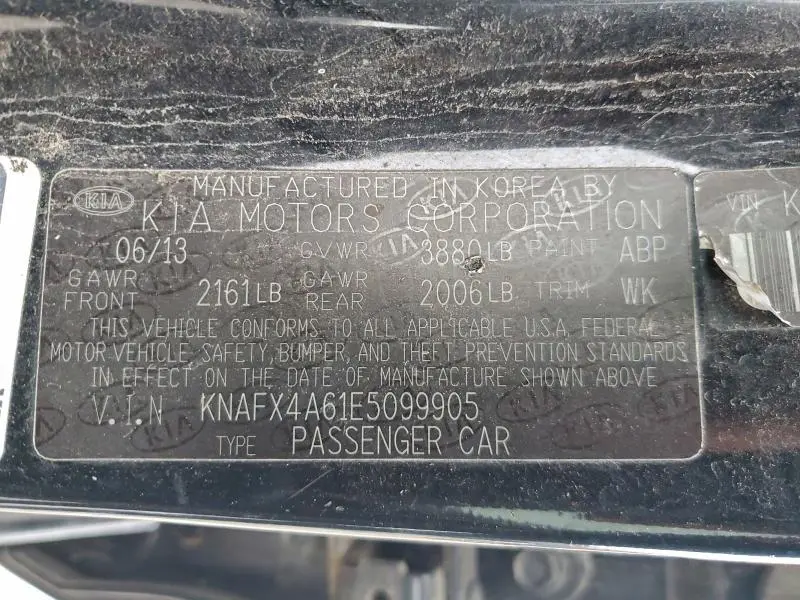 KIA
MANUFACTURED IN KOREA BY
KIA MOTORS CORPORATION
06/13 GVWR 3880LB PAINT ABP
GAWR FRONT 2161LB GAWR REAR 2006LB TRIM WK
THIS VEHICLE CONFORMS TO ALL APPLICABLE U.S.A. FEDERAL
MOTOR VEHICLE, SAFETY, BUMPER, AND THEFT PREVENTION STANDARDS
IN EFFECT ON THE DATE OF MANUFACTURE SHOWN ABOVE
V.I.N KNAFX4A61E5099905
TYPE PASSENGER CAR
VIN K